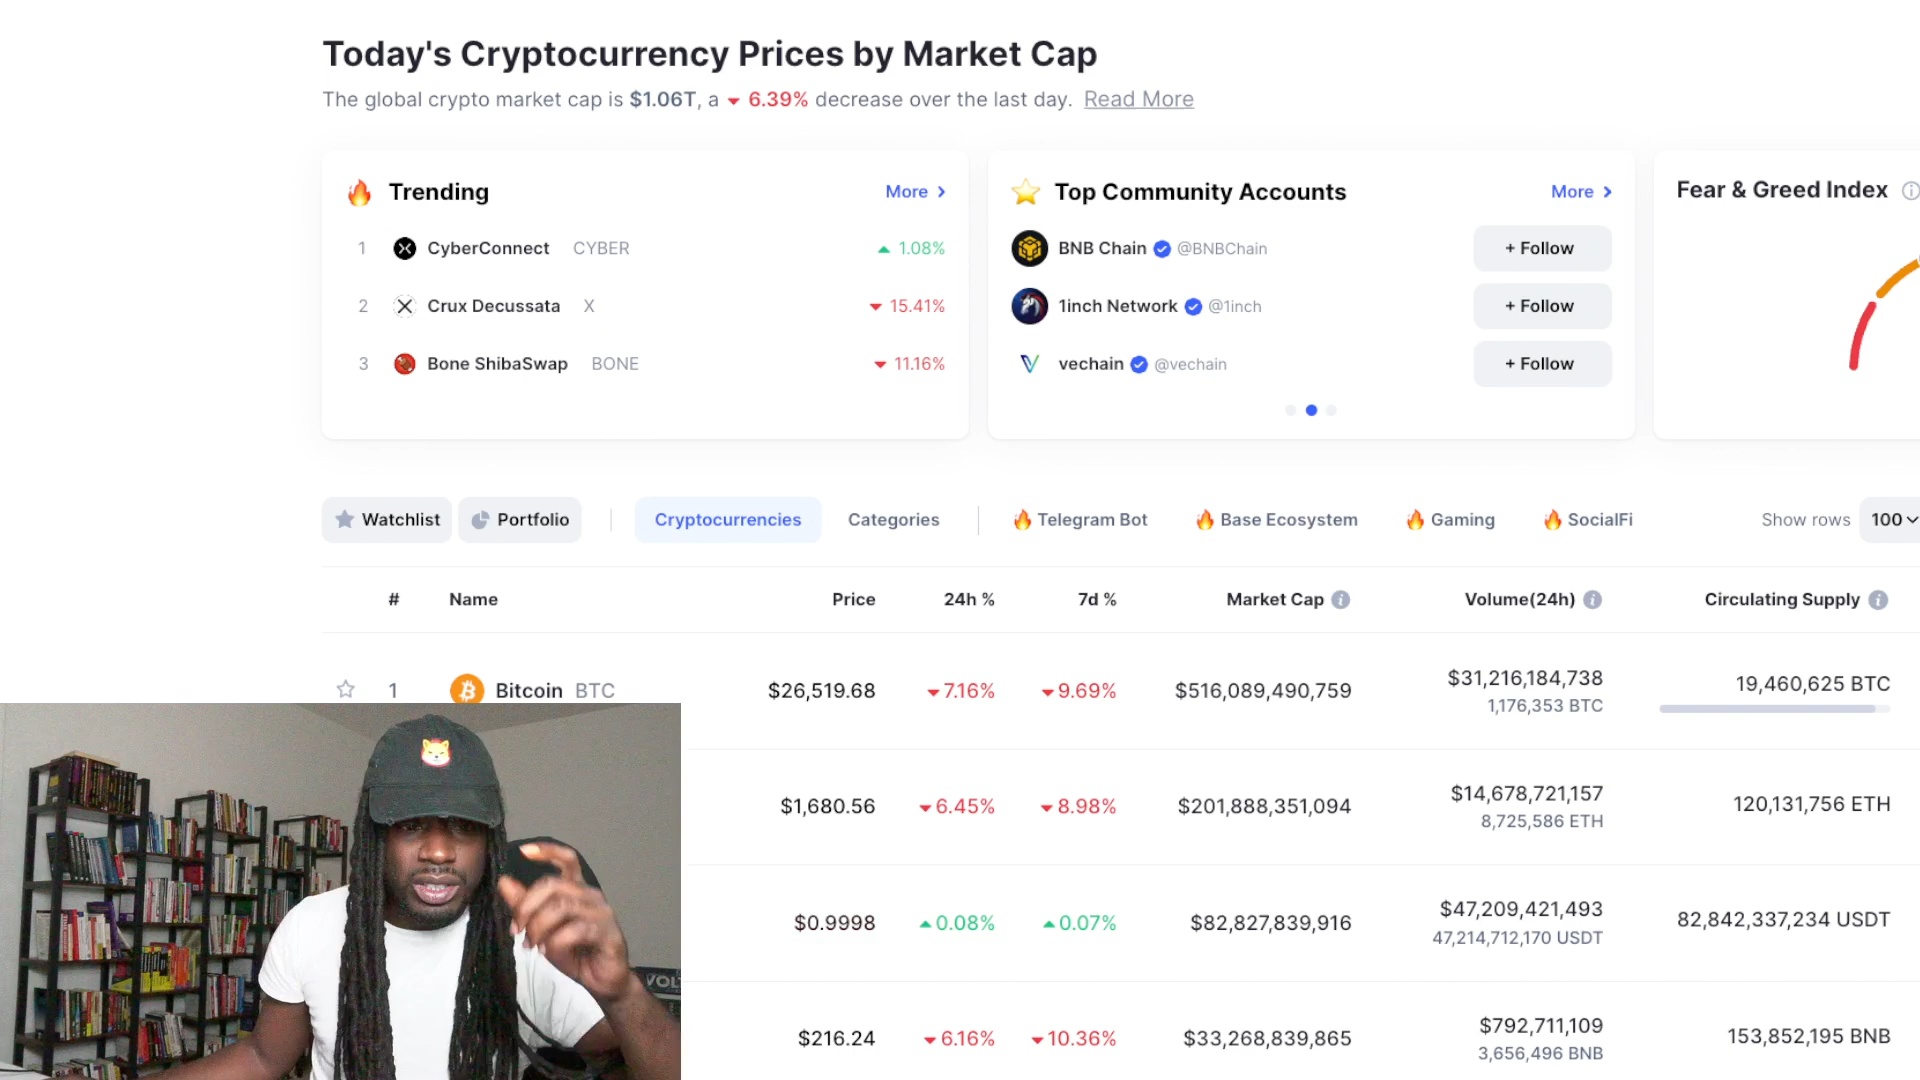 Today's Cryptocurrency Prices by Market Cap
The global crypto market cap is $1.06T, a 6.39% decrease over the last day. Read More
Trending More
1 CyberConnect CYBER 1.08%
2 Crux Decussata X 15.41%
3 Bone ShibaSwap BONE 11.16%
Top Community Accounts More
BNB Chain @BNBChain + Follow
1inch Network @1inch + Follow
vechain @vechain + Follow
Fear & Greed Index
Watchlist Portfolio Cryptocurrencies Categories Telegram Bot Base Ecosystem Gaming SocialFi Show rows 100
# Name Price 24h % 7d % Market Cap Volume(24h) Circulating Supply
1 Bitcoin BTC $26,519.68 7.16% 9.69% $516,089,490,759 $31,216,184,738 19,460,625 BTC
1,176,353 BTC
$1,680.56 6.45% 8.98% $201,888,351,094 $14,678,721,157 120,131,756 ETH
8,725,586 ETH
$0.9998 0.08% 0.07% $82,827,839,916 $47,209,421,493 82,842,337,234 USDT
47,214,712,170 USDT
$216.24 6.16% 10.36% $33,268,839,865 $792,711,109 153,852,195 BNB
3,656,496 BNB